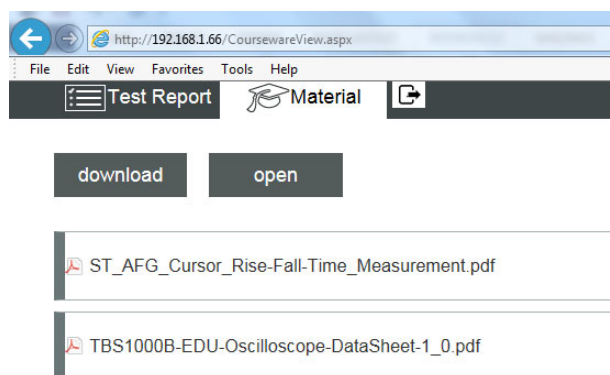 http://192.168.1.66/CoursewareView.aspx
File Edit View Favorites Tools Help
Test Report Material
download open
ST_AFG_Cursor_Rise-Fall-Time_Measurement.pdf
TBS1000B-EDU-Oscilloscope-DataSheet-1_0.pdf